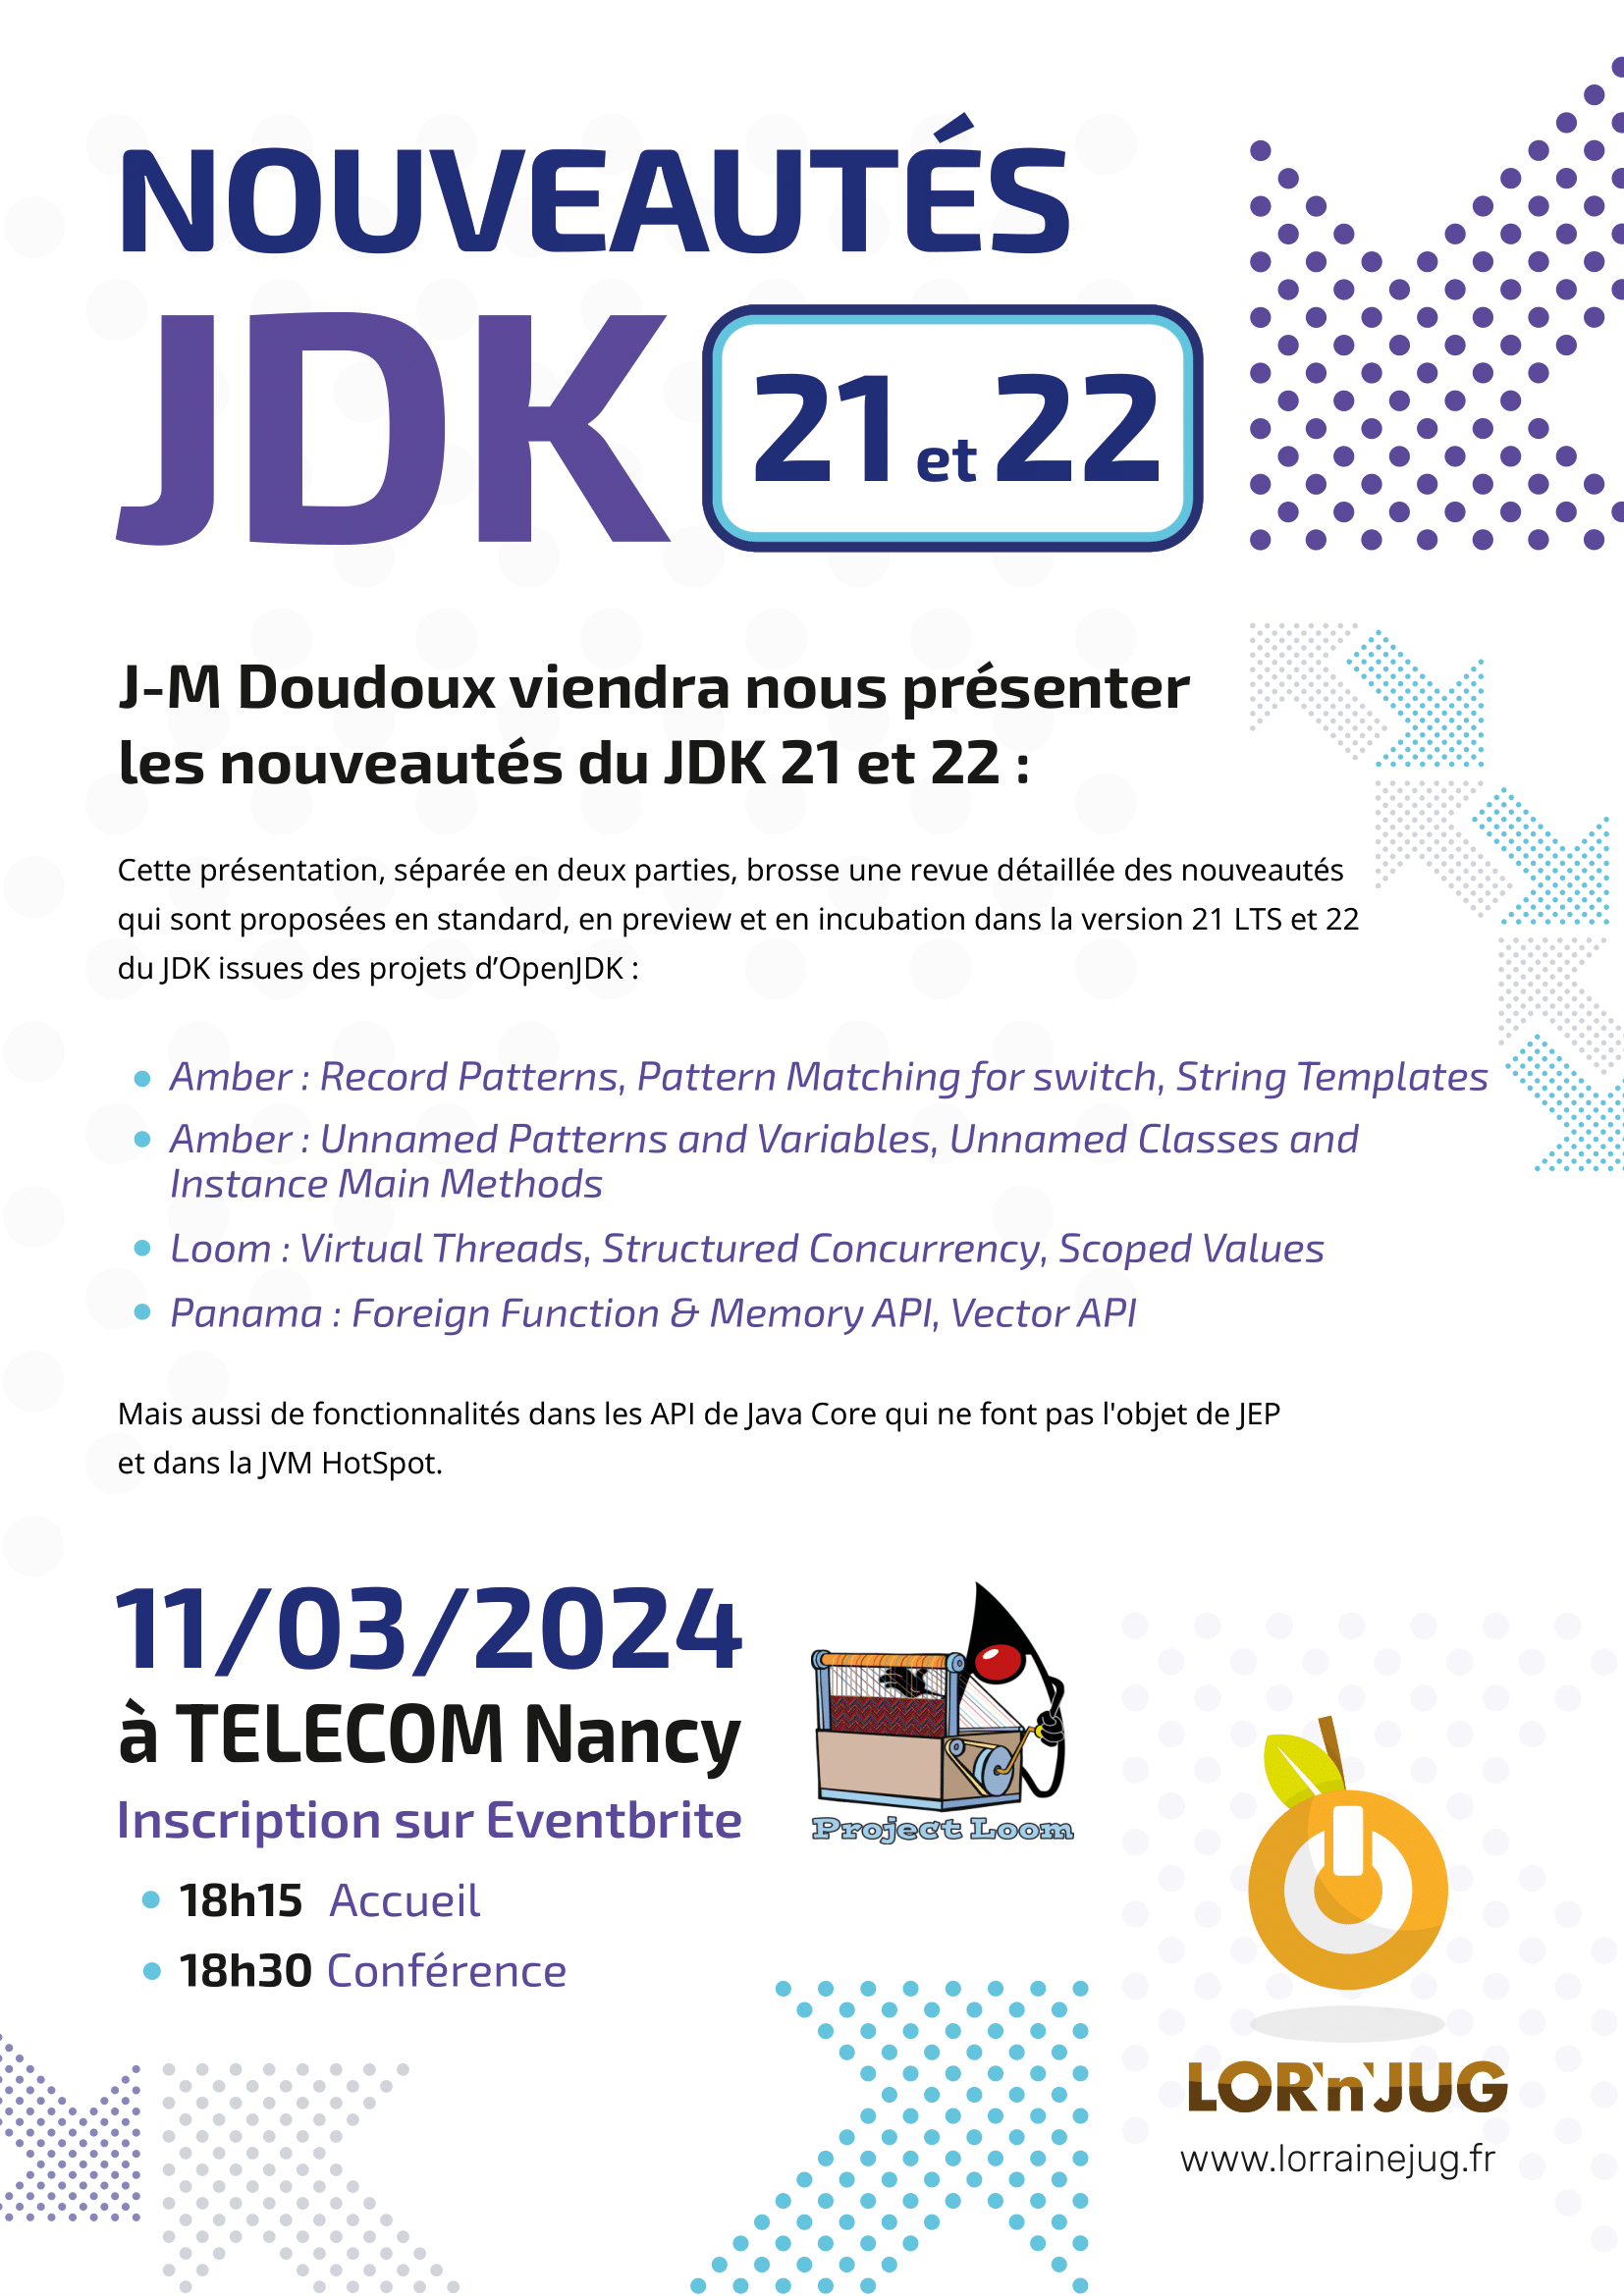 NOUVEAUTÉS
JDK 21 et 22
J-M Doudoux viendra nous présenter
les nouveautés du JDK 21 et 22 :
Cette présentation, séparée en deux parties, brosse une revue détaillée des nouveautés
qui sont proposées en standard, en preview et en incubation dans la version 21 LTS et 22
du JDK issues des projets d’OpenJDK :
Amber : Record Patterns, Pattern Matching for switch, String Templates
Amber : Unnamed Patterns and Variables, Unnamed Classes and
Instance Main Methods
Loom : Virtual Threads, Structured Concurrency, Scoped Values
Panama : Foreign Function & Memory API, Vector API
Mais aussi de fonctionnalités dans les API de Java Core qui ne font pas l'objet de JEP
et dans la JVM HotSpot.
11/03/2024
à TELECOM Nancy
Inscription sur Eventbrite
18h15 Accueil
18h30 Conférence
Project Loom
LOR'n'JUG
www.lorrainejug.fr